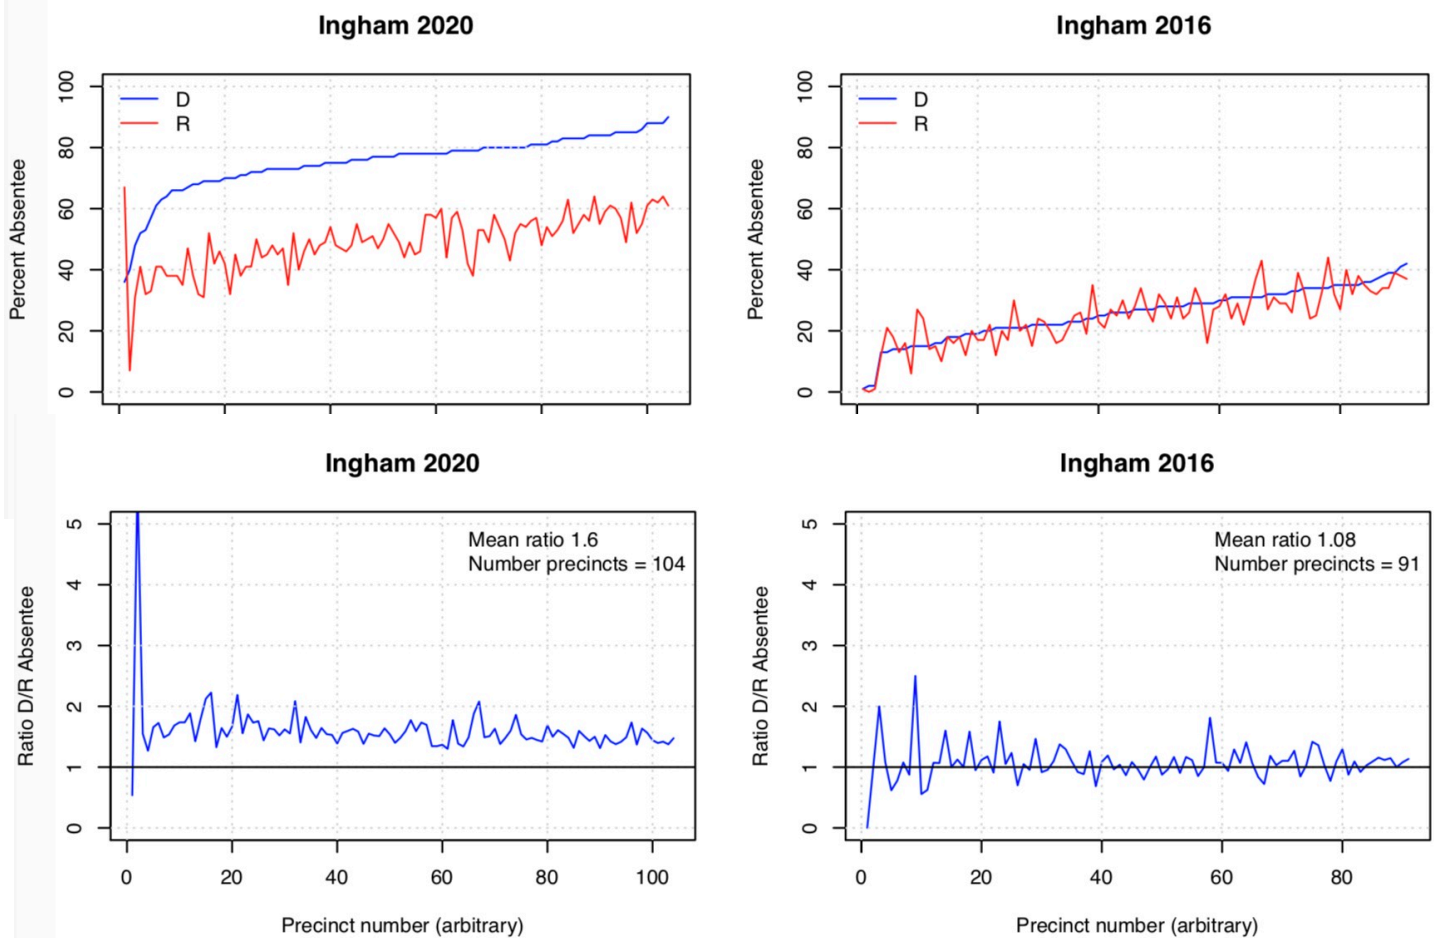 Ingham 2020
Percent Absentee
100
80
60
40
20
0
D
R
Ingham 2016
Percent Absentee
100
80
60
40
20
0
D
R
Ingham 2020
Ratio D/R Absentee
5
4
3
2
1
0
Mean ratio 1.6
Number precincts = 104
0 20 40 60 80 100
Precinct number (arbitrary)
Ingham 2016
Ratio D/R Absentee
5
4
3
2
1
0
Mean ratio 1.08
Number precincts = 91
0 20 40 60 80
Precinct number (arbitrary)